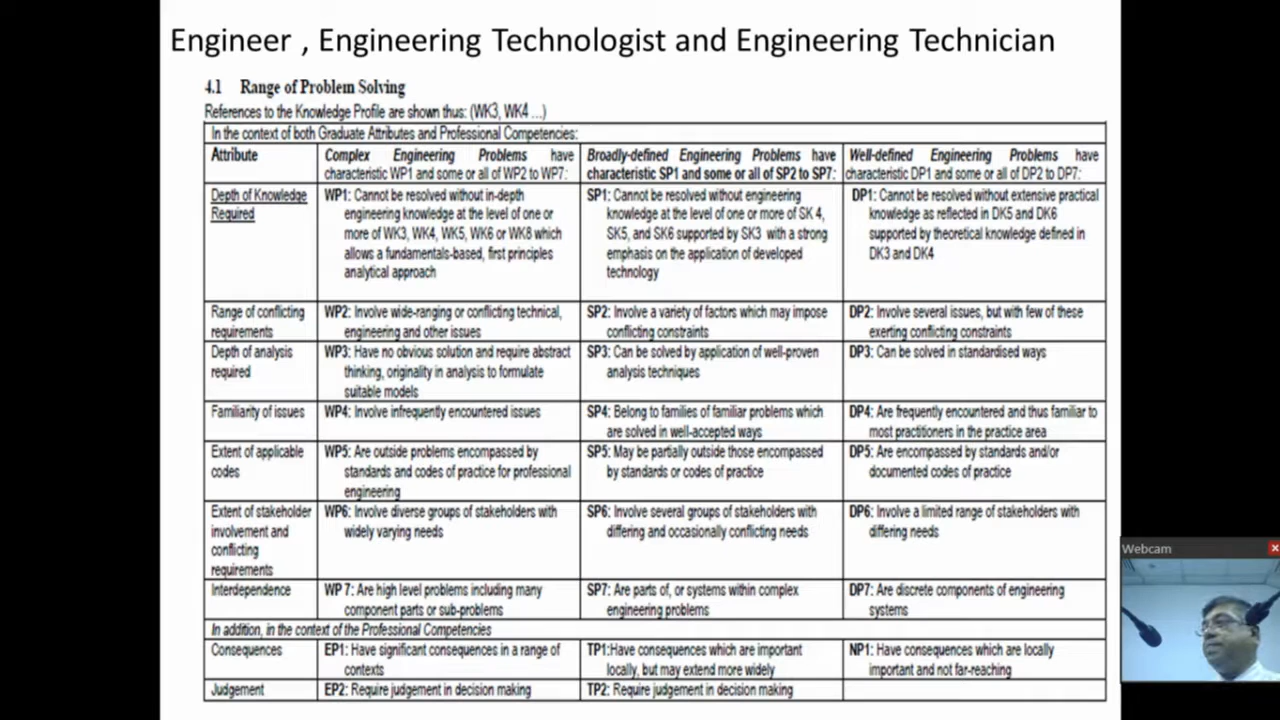 Engineer , Engineering Technologist and Engineering Technician
4.1 Range of Problem Solving
References to the Knowledge Profile are shown thus: (WK3, WK4 ...)
In the context of both Graduate Attributes and Professional Competencies:
Attribute
Complex Engineering Problems have
characteristic WP1 and some or all of WP2 to WP7:
Broadly-defined Engineering Problems have
characteristic SP1 and some or all of SP2 to SP7:
Well-defined Engineering Problems have
characteristic DP1 and some or all of DP2 to DP7:
Depth of Knowledge
Required
WP1: Cannot be resolved without in-depth
engineering knowledge at the level of one or
more of WK3, WK4, WK5, WK6 or WK8 which
allows a fundamentals-based, first principles
analytical approach
SP1: Cannot be resolved without engineering
knowledge at the level of one or more of SK 4,
SK5, and SK6 supported by SK3 with a strong
emphasis on the application of developed
technology
DP1: Cannot be resolved without extensive practical
knowledge as reflected in DK5 and DK6
supported by theoretical knowledge defined in
DK3 and DK4
Range of conflicting
requirements
WP2: Involve wide-ranging or conflicting technical,
engineering and other issues
SP2: Involve a variety of factors which may impose
conflicting constraints
DP2: Involve several issues, but with few of these
exerting conflicting constraints
Depth of analysis
required
WP3: Have no obvious solution and require abstract
thinking, originality in analysis to formulate
suitable models
SP3: Can be solved by application of well-proven
analysis techniques
DP3: Can be solved in standardised ways
Familiarity of issues
WP4: Involve infrequently encountered issues
SP4: Belong to families of familiar problems which
are solved in well-accepted ways
DP4: Are frequently encountered and thus familiar to
most practitioners in the practice area
Extent of applicable
codes
WP5: Are outside problems encompassed by
standards and codes of practice for professional
engineering
SP5: May be partially outside those encompassed
by standards or codes of practice
DP5: Are encompassed by standards and/or
documented codes of practice
Extent of stakeholder
involvement and
conflicting
requirements
WP6: Involve diverse groups of stakeholders with
widely varying needs
SP6: Involve several groups of stakeholders with
differing and occasionally conflicting needs
DP6: Involve a limited range of stakeholders with
differing needs
Interdependence
WP 7: Are high level problems including many
component parts or sub-problems
SP7: Are parts of, or systems within complex
engineering problems
DP7: Are discrete components of engineering
systems
In addition, in the context of the Professional Competencies
Consequences
EP1: Have significant consequences in a range of
contexts
TP1:Have consequences which are important
locally, but may extend more widely
NP1: Have consequences which are locally
important and not far-reaching
Judgement
EP2: Require judgement in decision making
TP2: Require judgement in decision making
Webcam